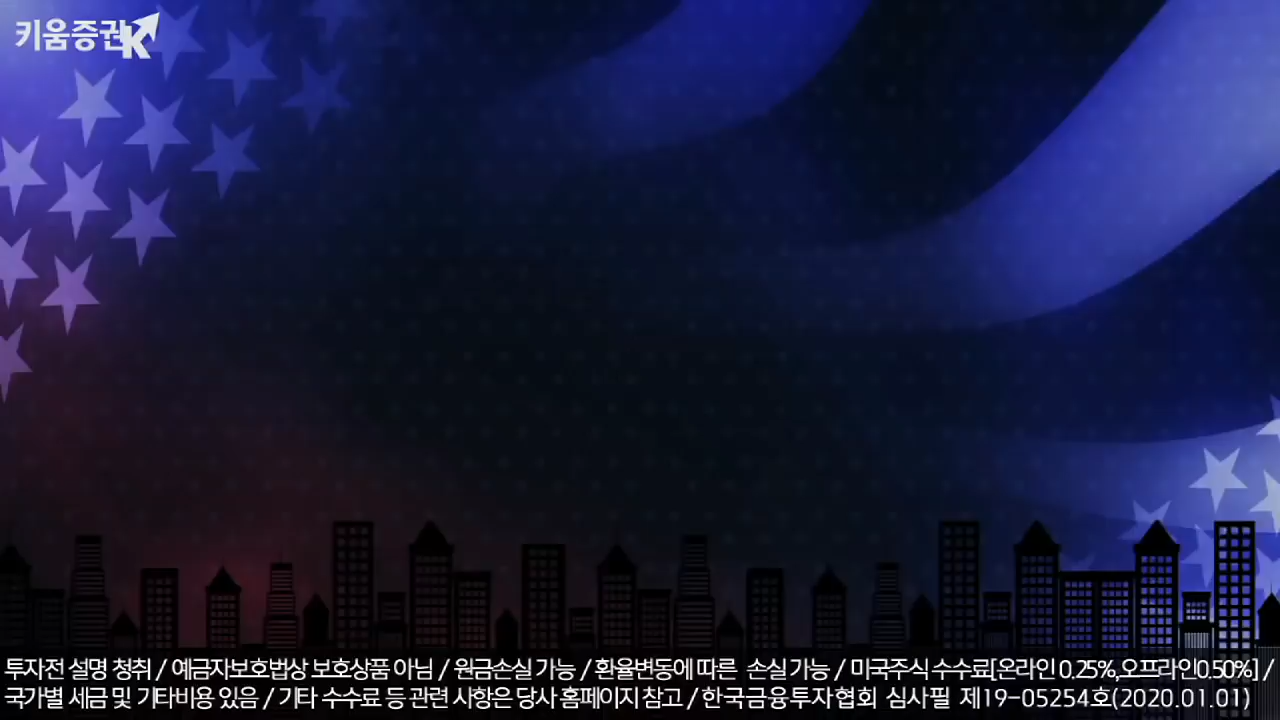 키움증권
투자전 설명 청취 / 예금자보호법상 보호상품 아님 / 원금손실 가능 / 환율변동에 따른 손실 가능 / 미국주식 수수료[온라인 0.25%,오프라인0.50%] /
국가별 세금 및 기타비용 있음 / 기타 수수료 등 관련 사항은 당사 홈페이지 참고 / 한국금융투자협회 심사필 제19-05254호(2020.01.01)